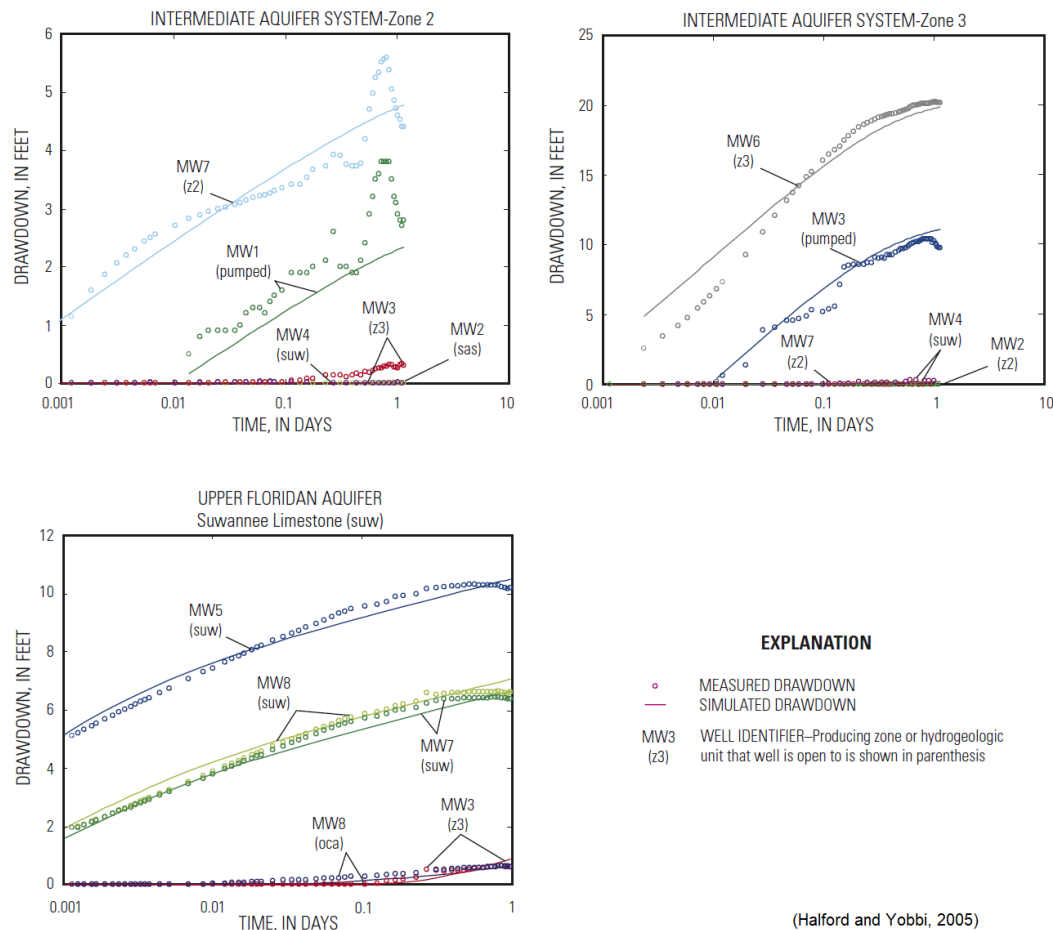 INTERMEDIATE AQUIFER SYSTEM-Zone 2
6
5
4
3
2
1
0
DRAWDOWN, IN FEET
MW7
(z2)
MW1
(pumped)
MW4
(suw)
MW3
(z3)
MW2
(sas)
0.001
0.01
0.1
1
10
TIME, IN DAYS
INTERMEDIATE AQUIFER SYSTEM-Zone 3
25
20
15
10
5
0
DRAWDOWN, IN FEET
MW6
(z3)
MW3
(pumped)
MW7
(z2)
MW4
(suw)
MW2
(z2)
0.001
0.01
0.1
1
10
TIME, IN DAYS
UPPER FLORIDAN AQUIFER
Suwannee Limestone (suw)
12
10
8
6
4
2
0
DRAWDOWN, IN FEET
MW5
(suw)
MW8
(suw)
MW7
(suw)
MW8
(oca)
MW3
(z3)
0.001
0.01
0.1
1
TIME, IN DAYS
EXPLANATION
MEASURED DRAWDOWN
SIMULATED DRAWDOWN
MW3 WELL IDENTIFIER–Producing zone or hydrogeologic
(z3) unit that well is open to is shown in parenthesis
(Halford and Yobbi, 2005)